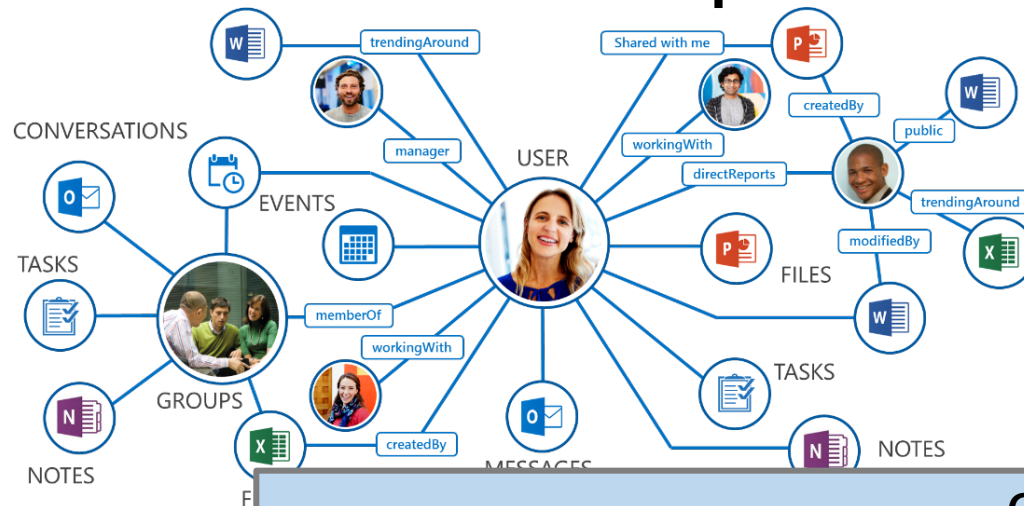 trendingAround
Shared with me
createdBy
CONVERSATIONS
manager
USER
workingWith
public
directReports
EVENTS
trendingAround
modifiedBy
TASKS
FILES
memberOf
workingWith
TASKS
GROUPS
createdBy
NOTES
MESSAGES
NOTES
W
P
W
O
P
X
W
N
X
O
N